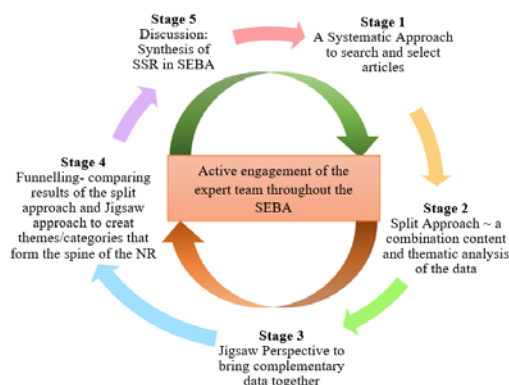 Stage 5
Discussion:
Synthesis of
SSR in SEBA
Stage 1
A Systematic Approach
to search and select
articles
Stage 4
Funnelling- comparing
results of the split
approach and Jigsaw
approach to creat
themes/categories that
form the spine of the NR
Active engagement of the
expert team throughout the
SEBA
Stage 2
Split Approach ~ a
combination content
and thematic analysis
of the data
Stage 3
Jigsaw Perspective to
bring complementary
data together